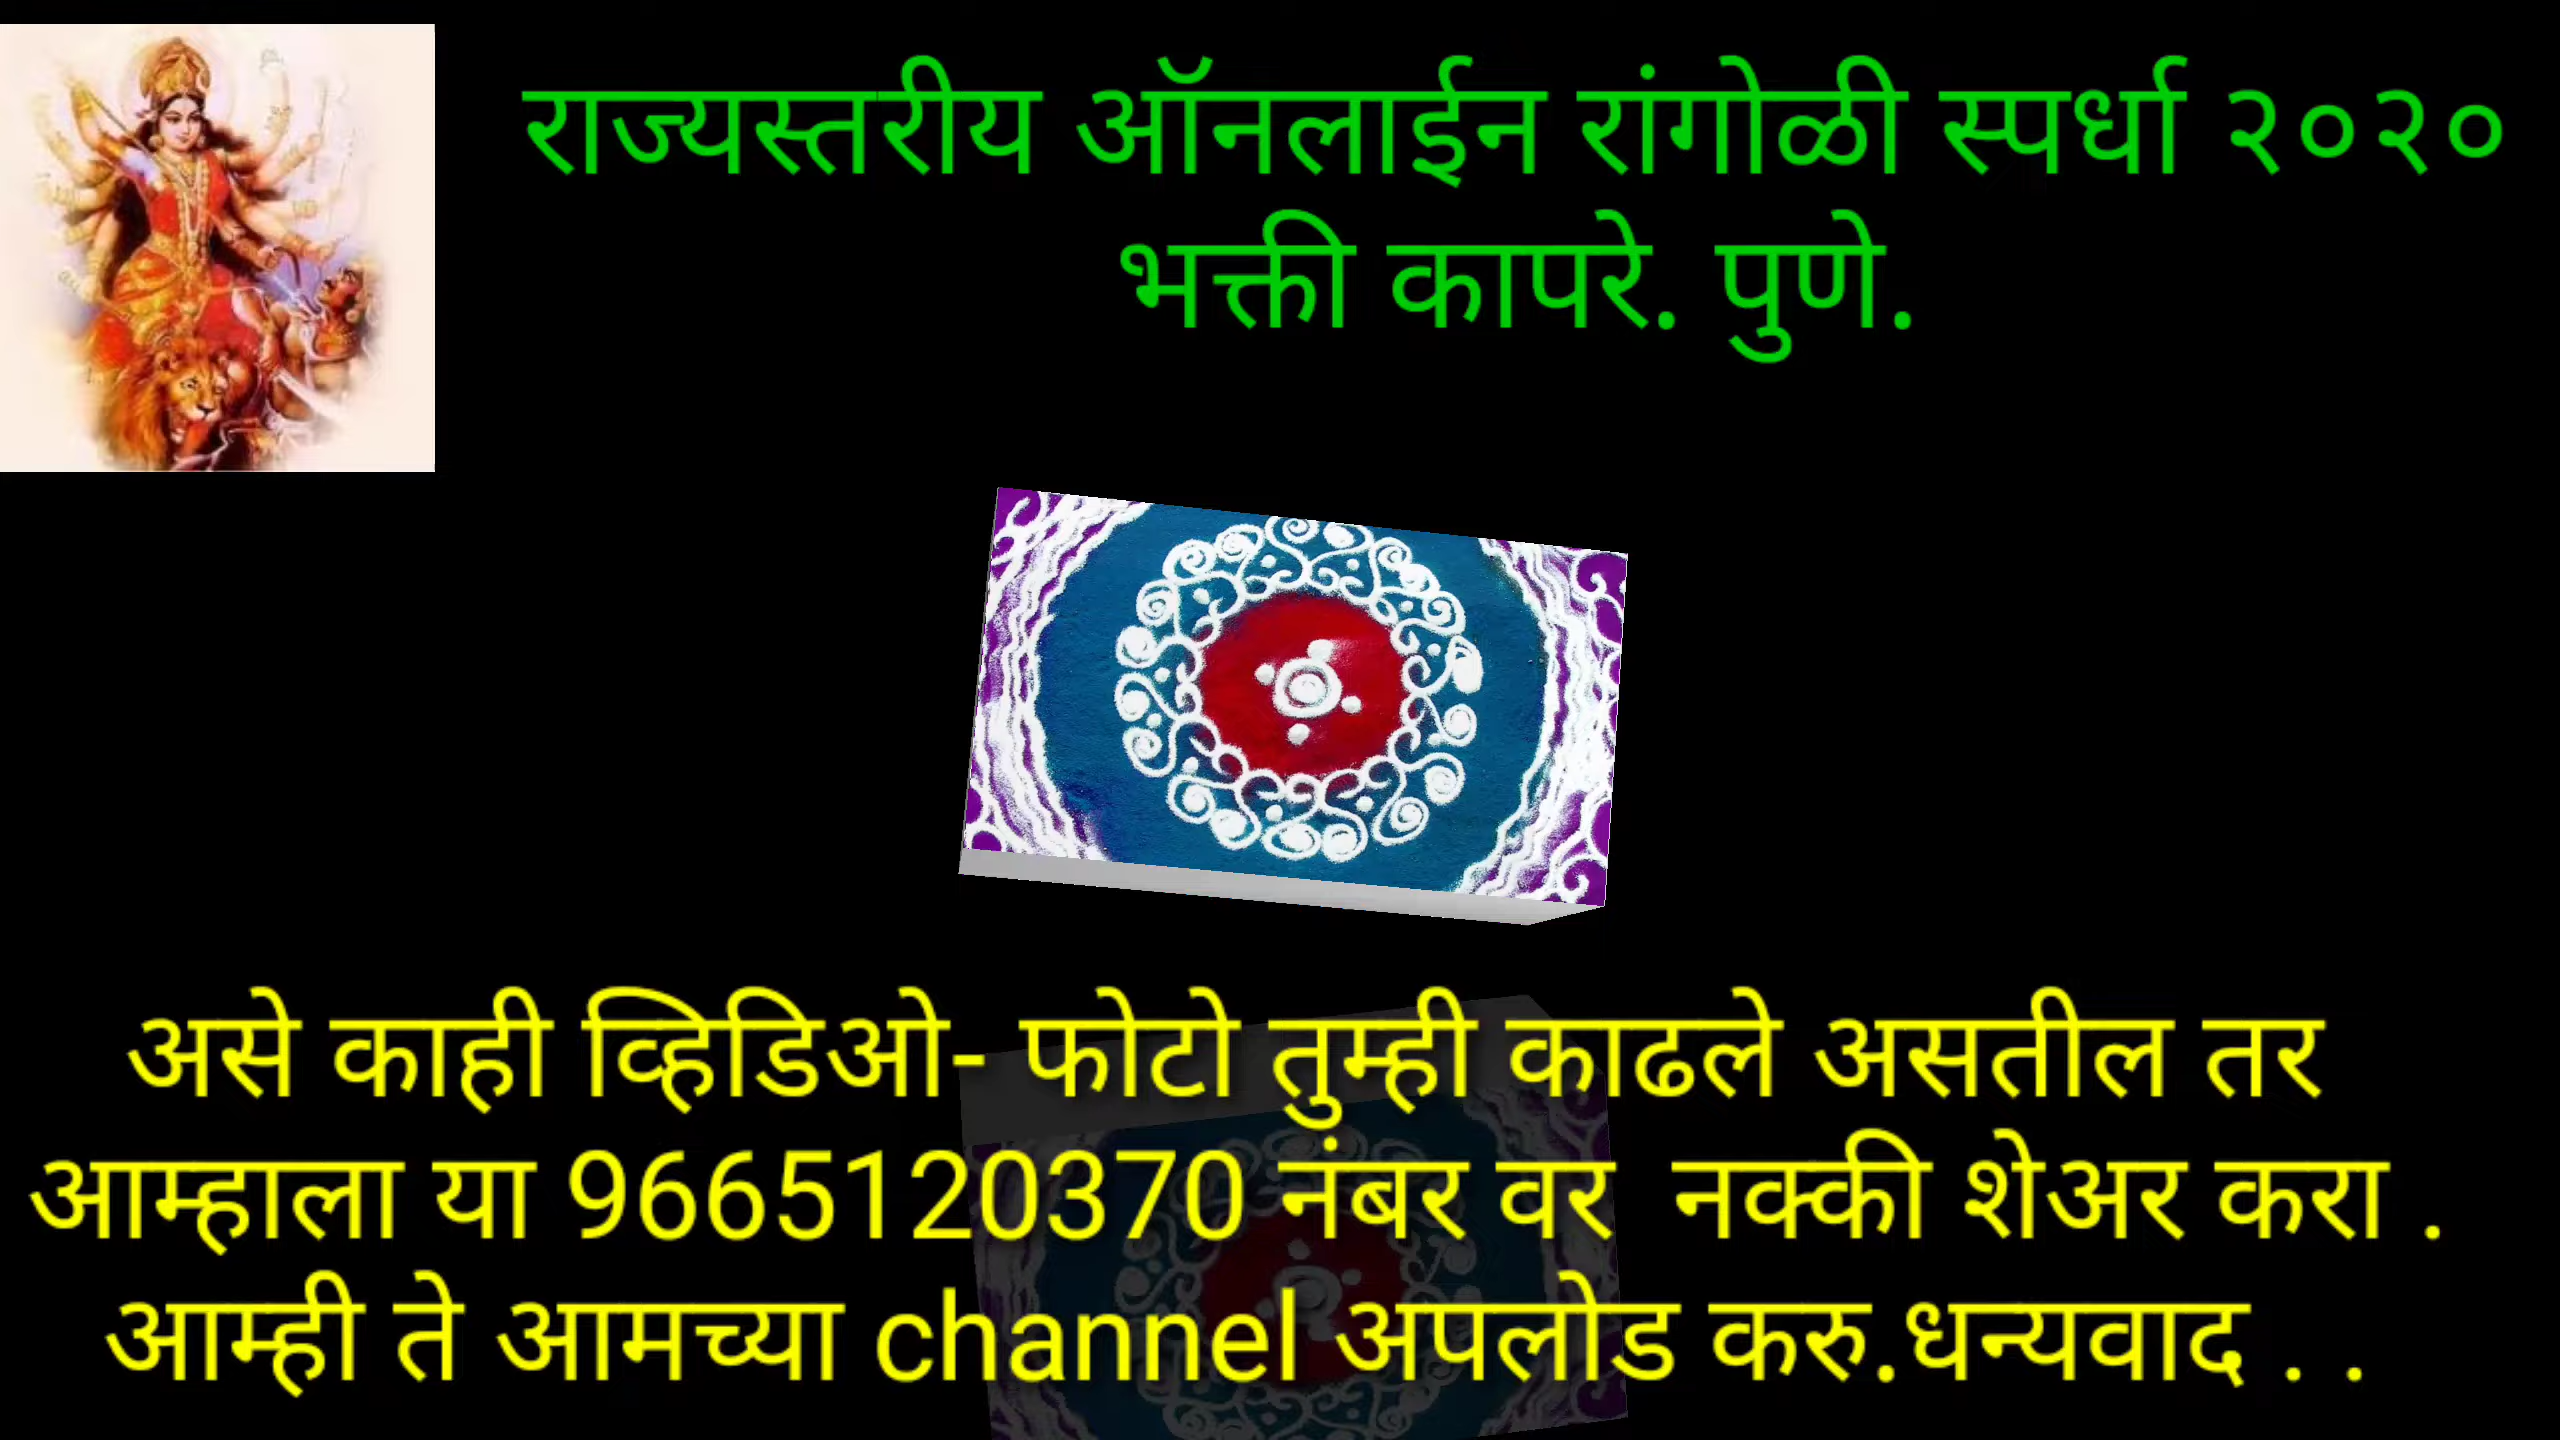 राज्यस्तरीय ऑनलाईन रांगोळी स्पर्धा २०२०
भक्ती कापरे. पुणे.
असे काही व्हिडिओ- फोटो तुम्ही काढले असतील तर
आम्हाला या 9665120370 नंबर वर नक्की शेअर करा .
आम्ही ते आमच्या channel अपलोड करु.धन्यवाद . .